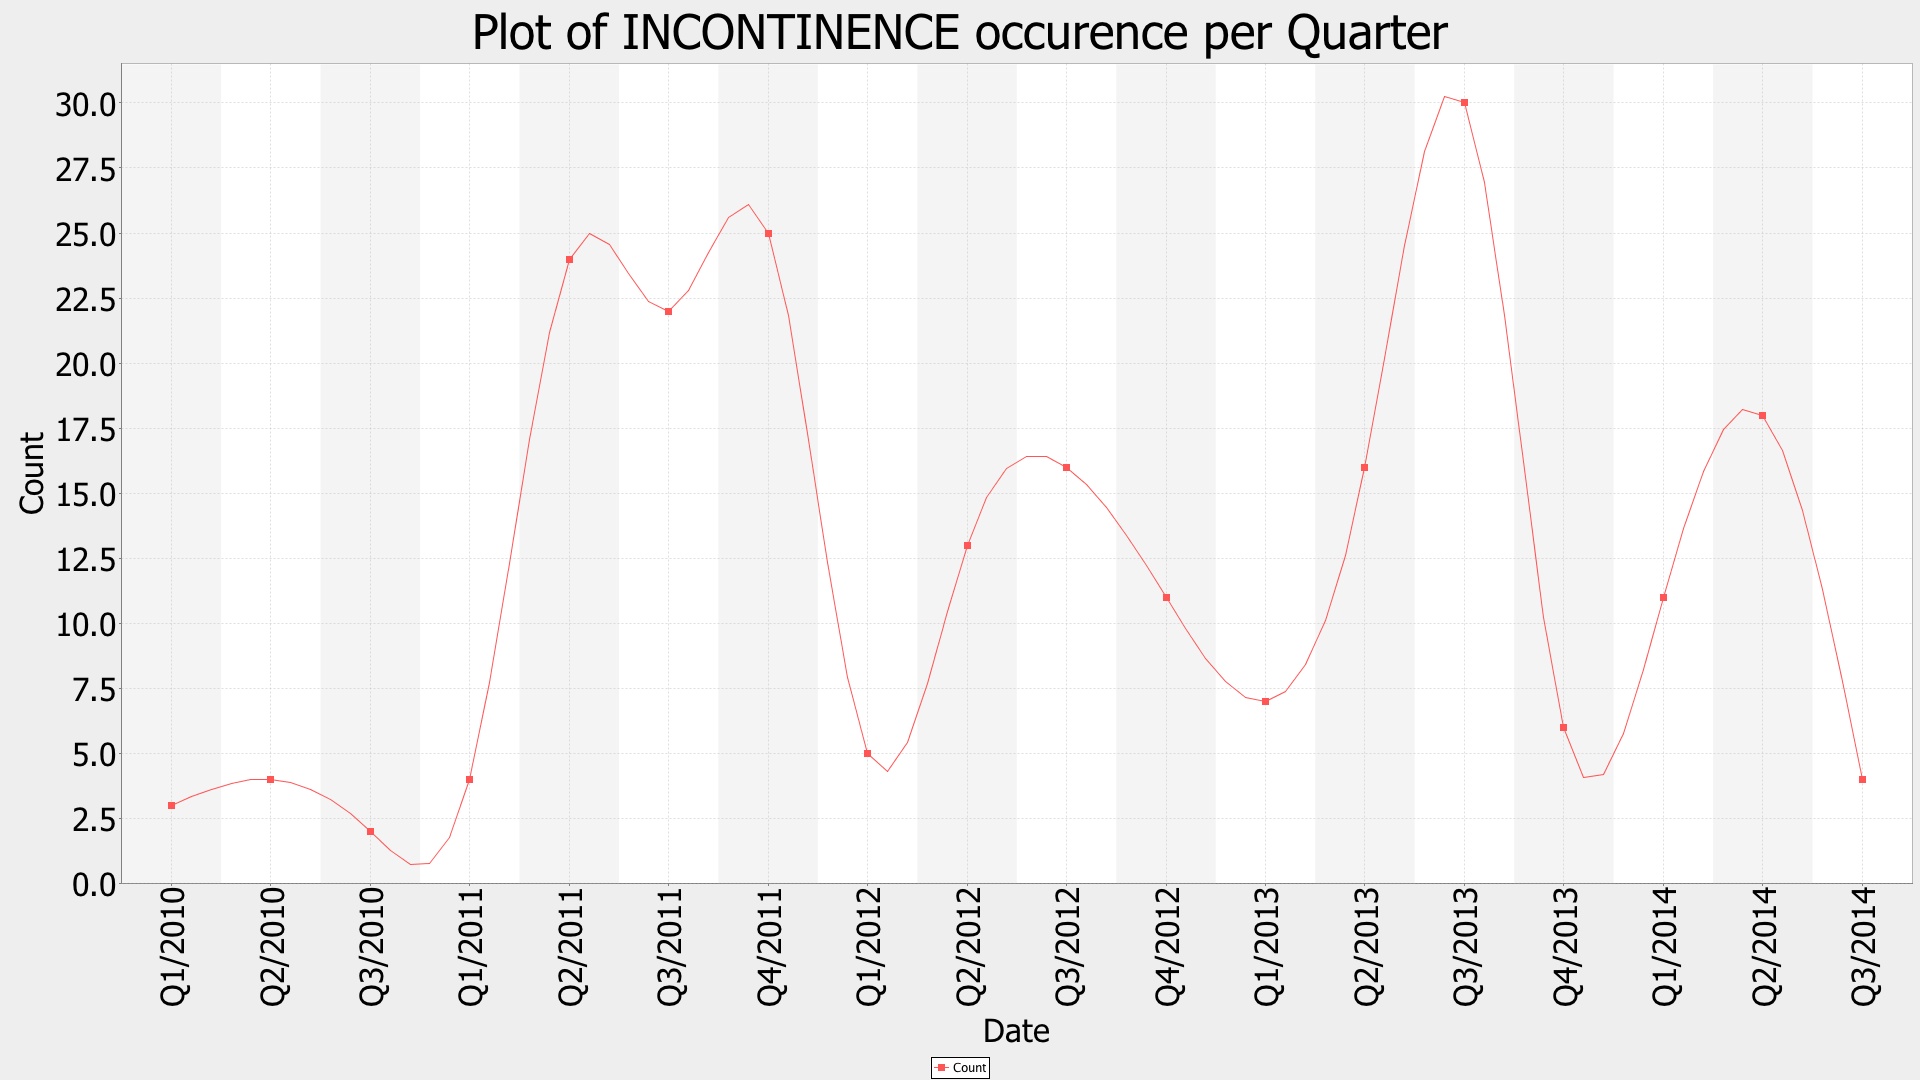 Plot of INCONTINENCE occurence per Quarter
30.0
27.5
25.0
22.5
20.0
17.5
15.0
12.5
10.0
7.5
5.0
2.5
0.0
Count
Q1/2010
Q2/2010
Q3/2010
Q1/2011
Q2/2011
Q3/2011
Q4/2011
Q1/2012
Q2/2012
Q3/2012
Q4/2012
Q1/2013
Q2/2013
Q3/2013
Q4/2013
Q1/2014
Q2/2014
Q3/2014
Date
Count